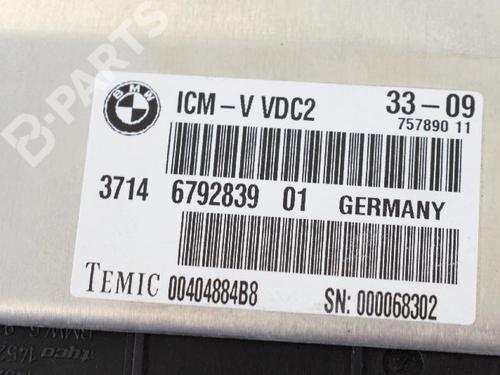 B-PARTS
BMW
ICM-V VDC2
33-09
757890 11
3714 6792839 01 GERMANY
TEMIC 00404884B8 SN: 000068302